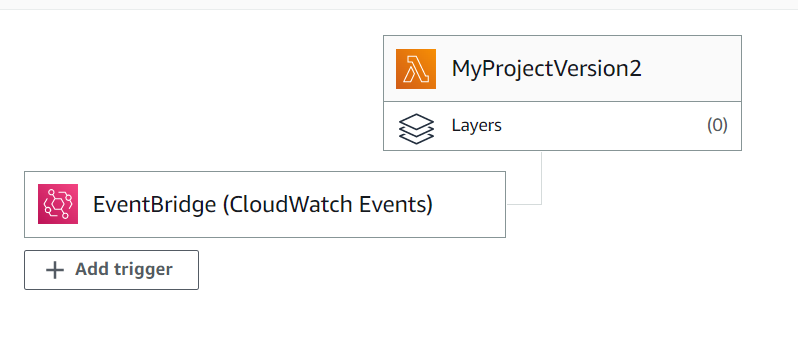 MyProjectVersion2
Layers (0)
EventBridge (CloudWatch Events)
Add trigger